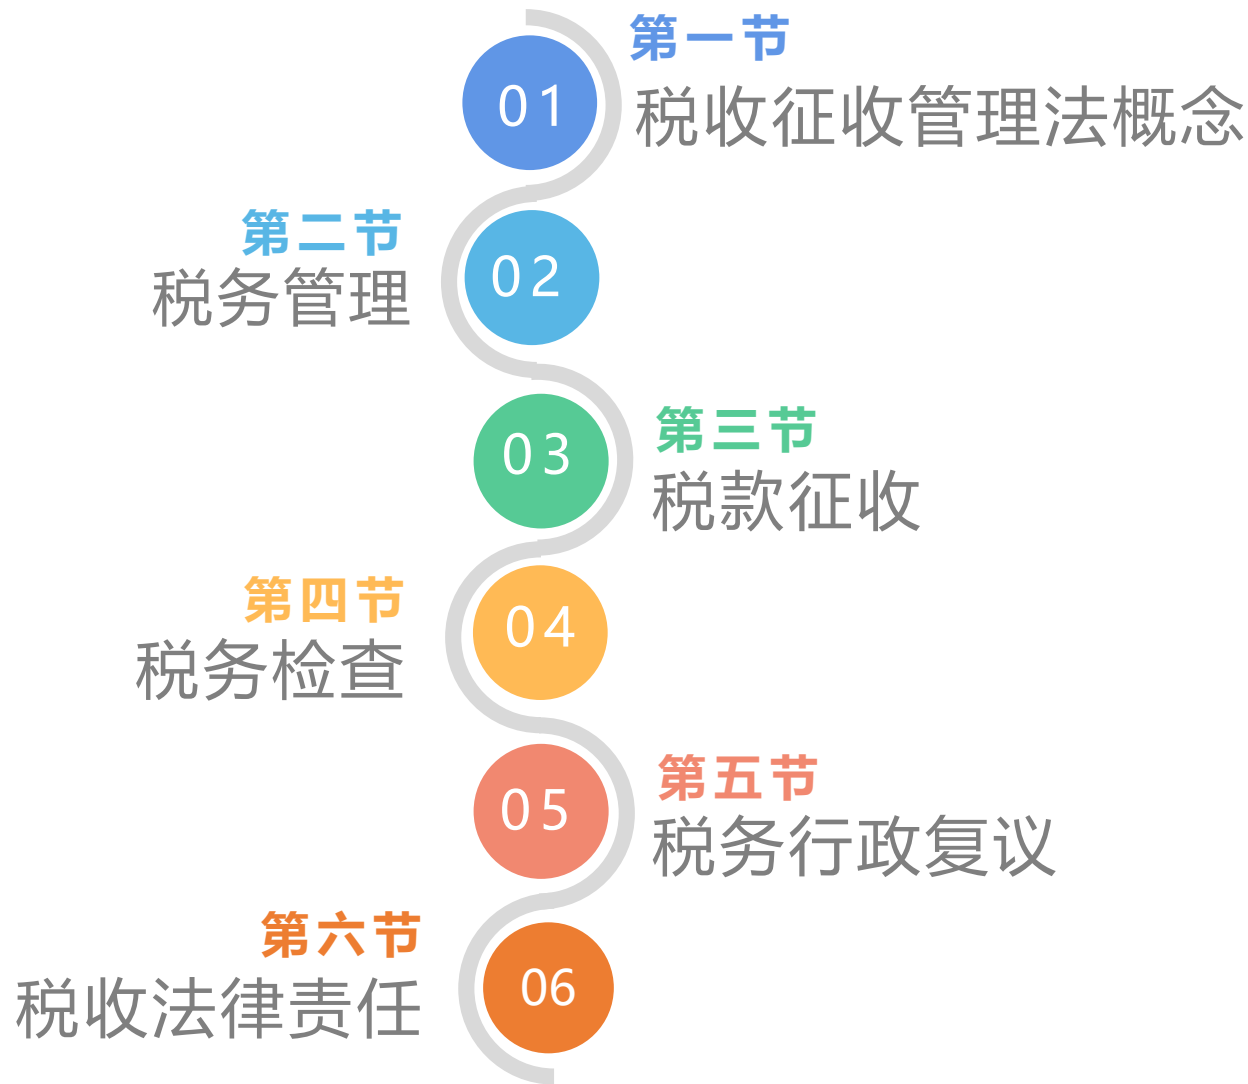 第一节
01
税收征收管理法概念
第二节
02
税务管理
03
第三节
税款征收
第四节
04
税务检查
第五节
05
税务行政复议
第六节
06
税收法律责任